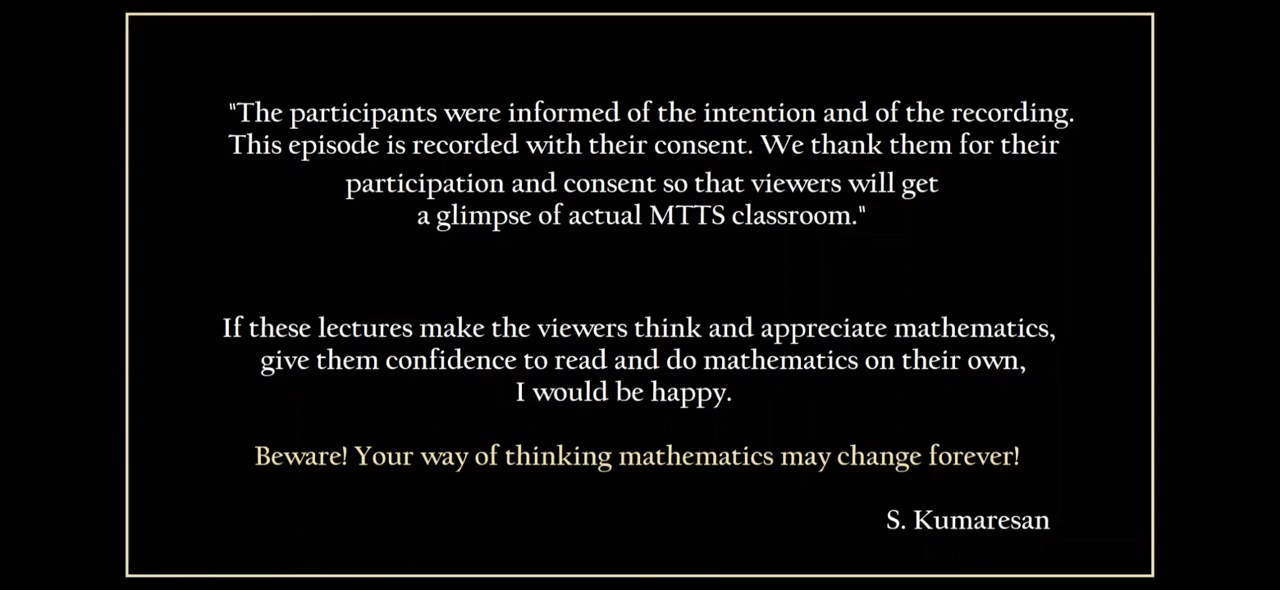 "The participants were informed of the intention and of the recording.
This episode is recorded with their consent. We thank them for their
participation and consent so that viewers will get
a glimpse of actual MTTS classroom."
If these lectures make the viewers think and appreciate mathematics,
give them confidence to read and do mathematics on their own,
I would be happy.
Beware! Your way of thinking mathematics may change forever!
S. Kumaresan